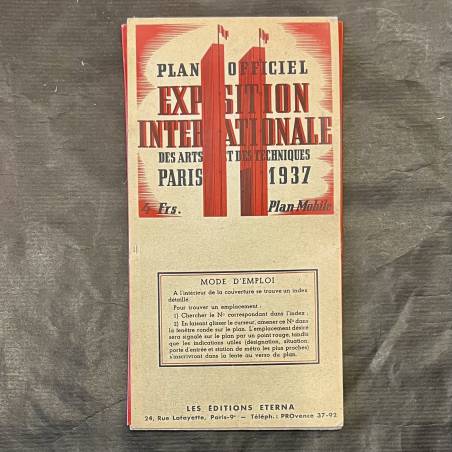 PLAN OFFICIEL
EXPOSITION
INTERNATIONALE
DES ARTS ET DES TECHNIQUES
PARIS 1937
4 Frs. Plan Mobile
MODE D'EMPLOI
A l'intérieur de la couverture se trouve un index
détaillé.
Pour trouver un emplacement :
1) Chercher le N° correspondant dans l'index ;
2) En faisant glisser le curseur, amener ce N° dans
la fenêtre ronde sur le plan. L'emplacement désiré
sera signalé sur le plan par un point rouge, tandis
que les indications utiles (désignation, situation,
porte d'entrée et station de métro les plus proches)
s'inscrivront dans la fente au verso du plan.
LES ÉDITIONS ETERNA
24, Rue Lafayette, Paris-9e — Téléph. : PROvence 37-92